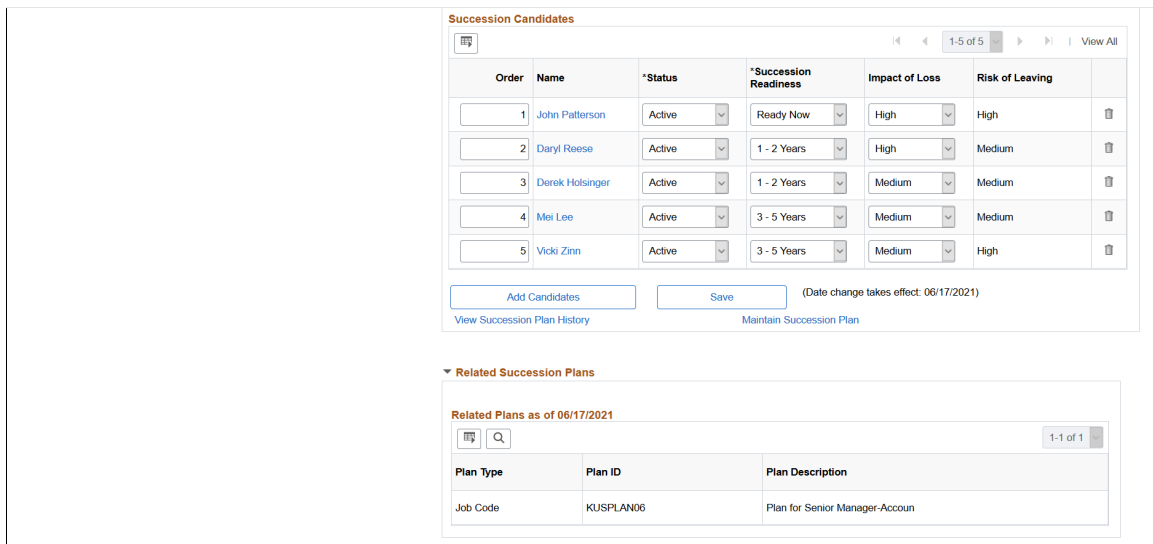 Succession Candidates
1-5 of 5 | View All
Order Name *Status *Succession Readiness Impact of Loss Risk of Leaving
1 John Patterson Active Ready Now High High
2 Daryl Reese Active 1 - 2 Years High Medium
3 Derek Holsinger Active 1 - 2 Years Medium Medium
4 Mei Lee Active 3 - 5 Years Medium Medium
5 Vicki Zinn Active 3 - 5 Years Medium High
Add Candidates Save (Date change takes effect: 06/17/2021)
View Succession Plan History Maintain Succession Plan
Related Succession Plans
Related Plans as of 06/17/2021
1-1 of 1
Plan Type Plan ID Plan Description
Job Code KUSPLAN06 Plan for Senior Manager-Accoun